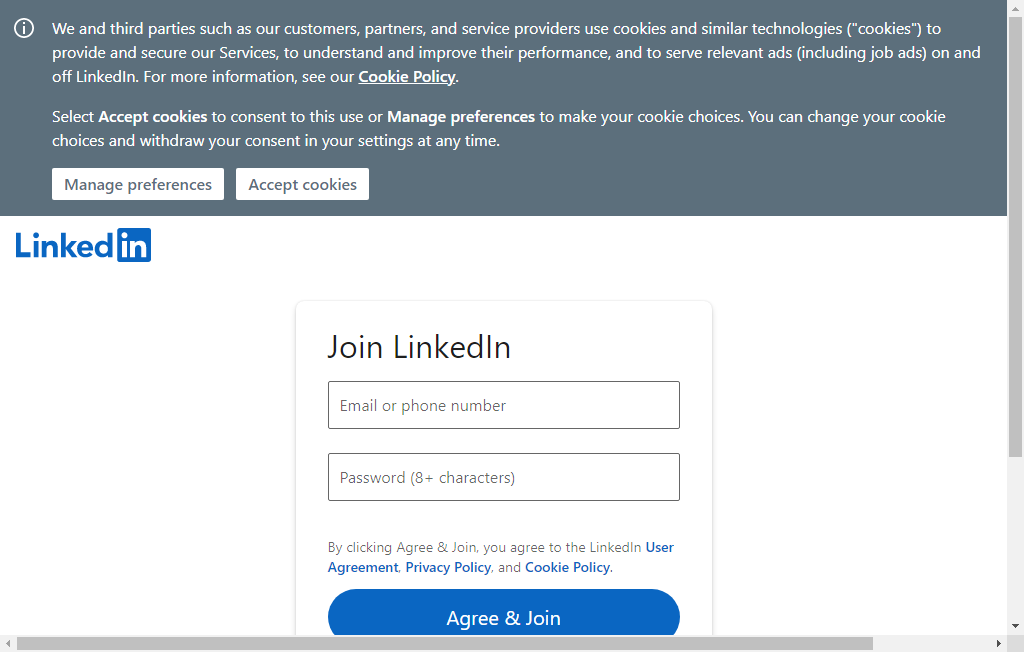 We and third parties such as our customers, partners, and service providers use cookies and similar technologies ("cookies") to
provide and secure our Services, to understand and improve their performance, and to serve relevant ads (including job ads) on and
off LinkedIn. For more information, see our Cookie Policy.
Select Accept cookies to consent to this use or Manage preferences to make your cookie choices. You can change your cookie
choices and withdraw your consent in your settings at any time.
Manage preferences
Accept cookies
Linkedin
Join LinkedIn
Email or phone number
Password (8+ characters)
By clicking Agree & Join, you agree to the LinkedIn User
Agreement, Privacy Policy, and Cookie Policy.
Agree & Join